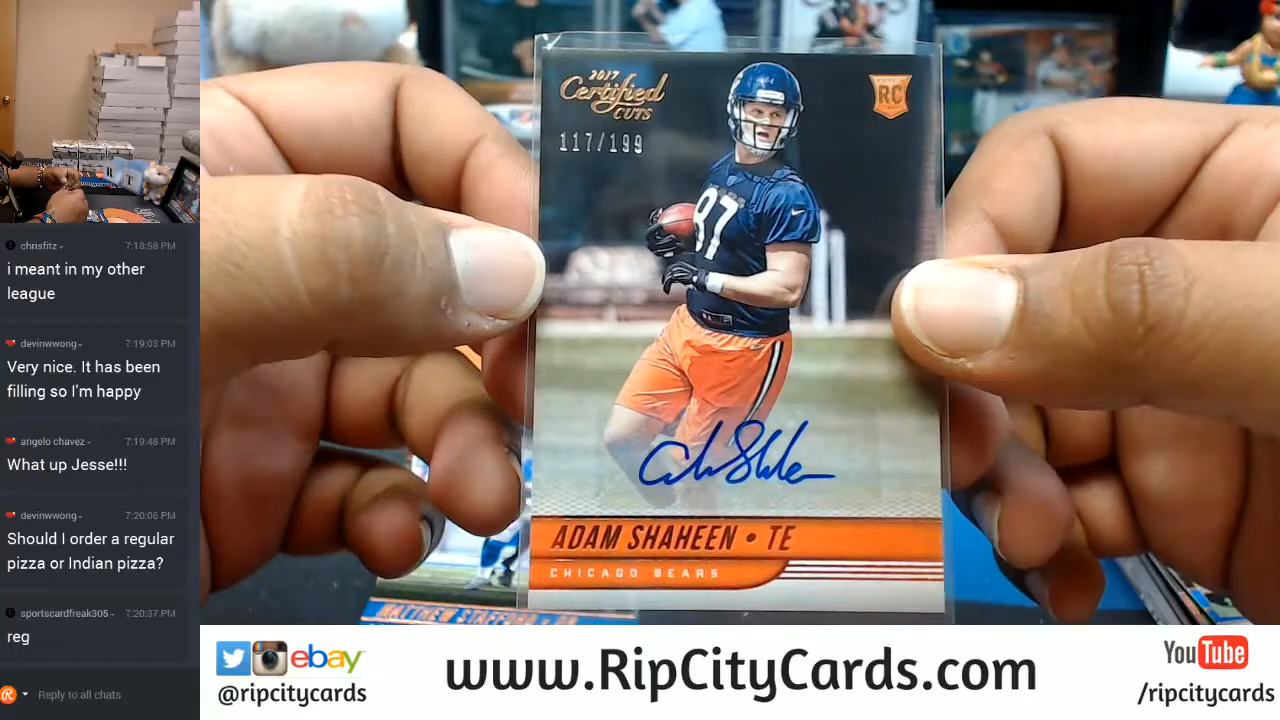 chrisfitz 7:18:58 PM
i meant in my other
league
devinwwong 7:19:03 PM
Very nice. It has been
filling so I'm happy
angelo chavez 7:19:48 PM
What up Jesse!!!
devinwwong 7:20:06 PM
Should I order a regular
pizza or Indian pizza?
sportscardfreak305 7:20:37 PM
reg
Reply to all chats
2017
Certified
CUTS
117/199
RC
87
ADAM SHAHEEN • TE
CHICAGO BEARS
MATTHEW STAFFORD
ebay
@ripcitycards
www.RipCityCards.com
YouTube
/ripcitycards